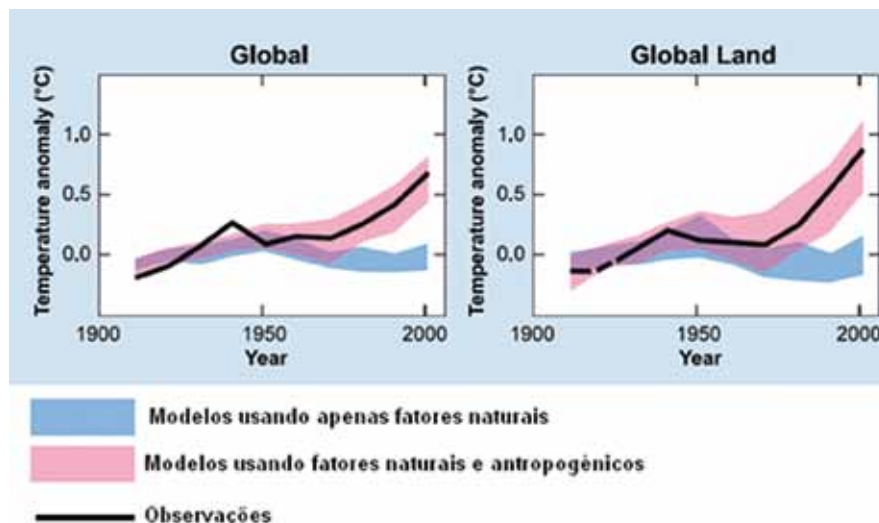 Global
Global Land
Temperature anomaly (°C)
1.0
0.5
0.0
1900
1950
2000
Year
Temperature anomaly (°C)
1.0
0.5
0.0
1900
1950
2000
Year
Modelos usando apenas fatores naturais
Modelos usando fatores naturais e antropogênicos
Observações